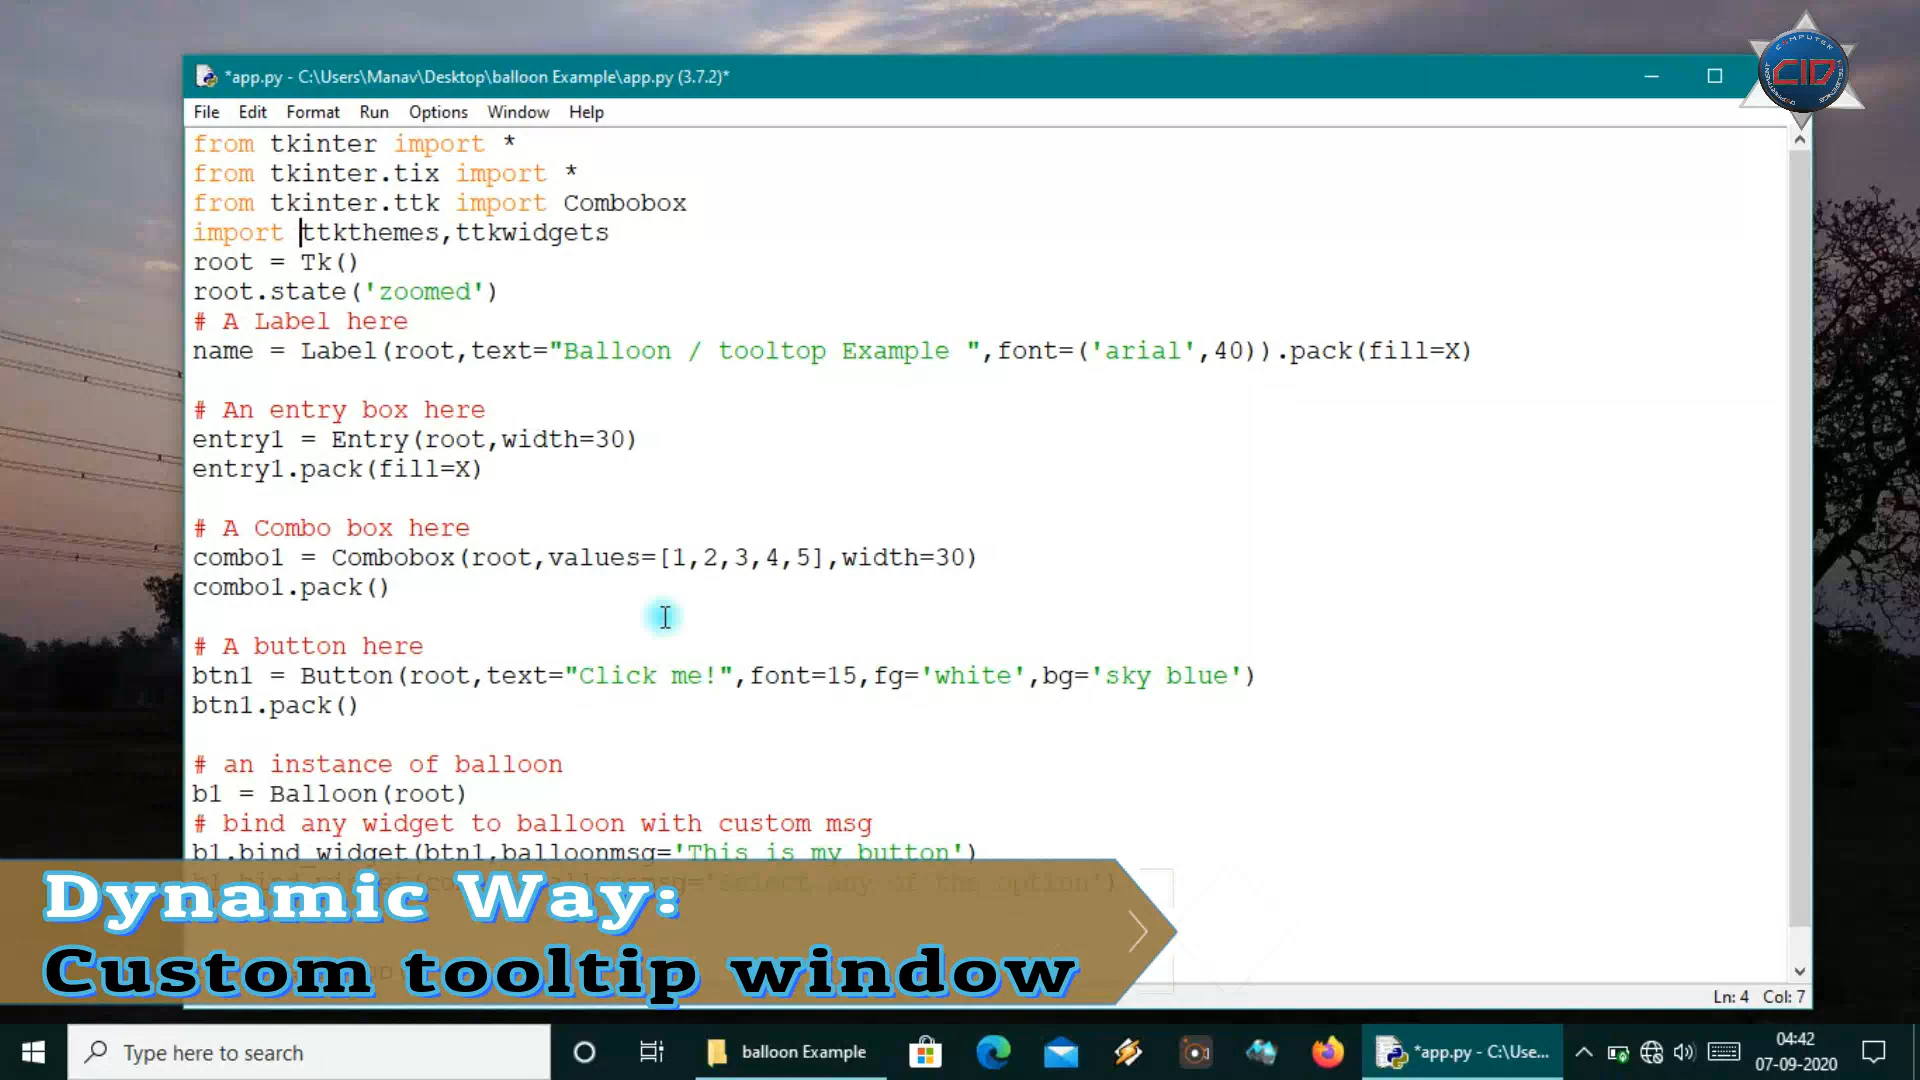 *app.py - C:\Users\Manav\Desktop\balloon Example\app.py (3.7.2)*
COMPUTER
CID
File Edit Format Run Options Window Help
from tkinter import *
from tkinter.tix import *
from tkinter.ttk import Combobox
import ttkthemes,ttkwidgets
root = Tk()
root.state('zoomed')
# A Label here
name = Label(root,text="Balloon / tooltop Example ",font=('arial',40)).pack(fill=X)
# An entry box here
entry1 = Entry(root,width=30)
entry1.pack(fill=X)
# A Combo box here
combo1 = Combobox(root,values=[1,2,3,4,5],width=30)
combo1.pack()
# A button here
btn1 = Button(root,text="Click me!",font=15,fg='white',bg='sky blue')
btn1.pack()
# an instance of balloon
b1 = Balloon(root)
# bind any widget to balloon with custom msg
b1.bind_widget(btn1,balloonmsg='This is my button')
'Select any of the option')
Dynamic Way:
Custom tooltip window
Ln: 4 Col: 7
Type here to search
balloon Example
*app.py - C:\Use...
04:42
07-09-2020